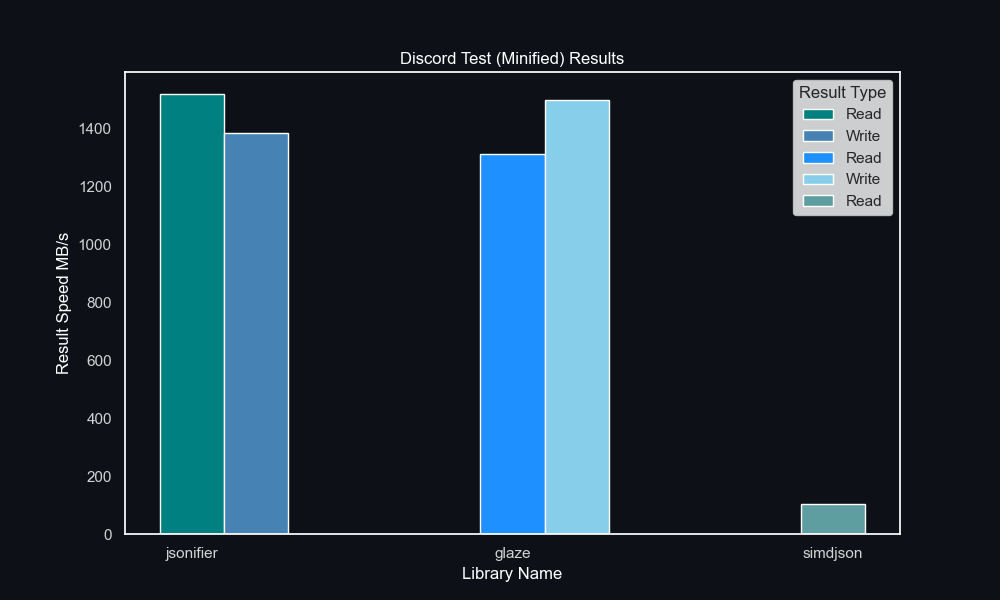 Discord Test (Minified) Results
Result Type
Read
Write
Read
Write
Read
Result Speed MB/s
1400
1200
1000
800
600
400
200
0
jsonifier
glaze
simdjson
Library Name